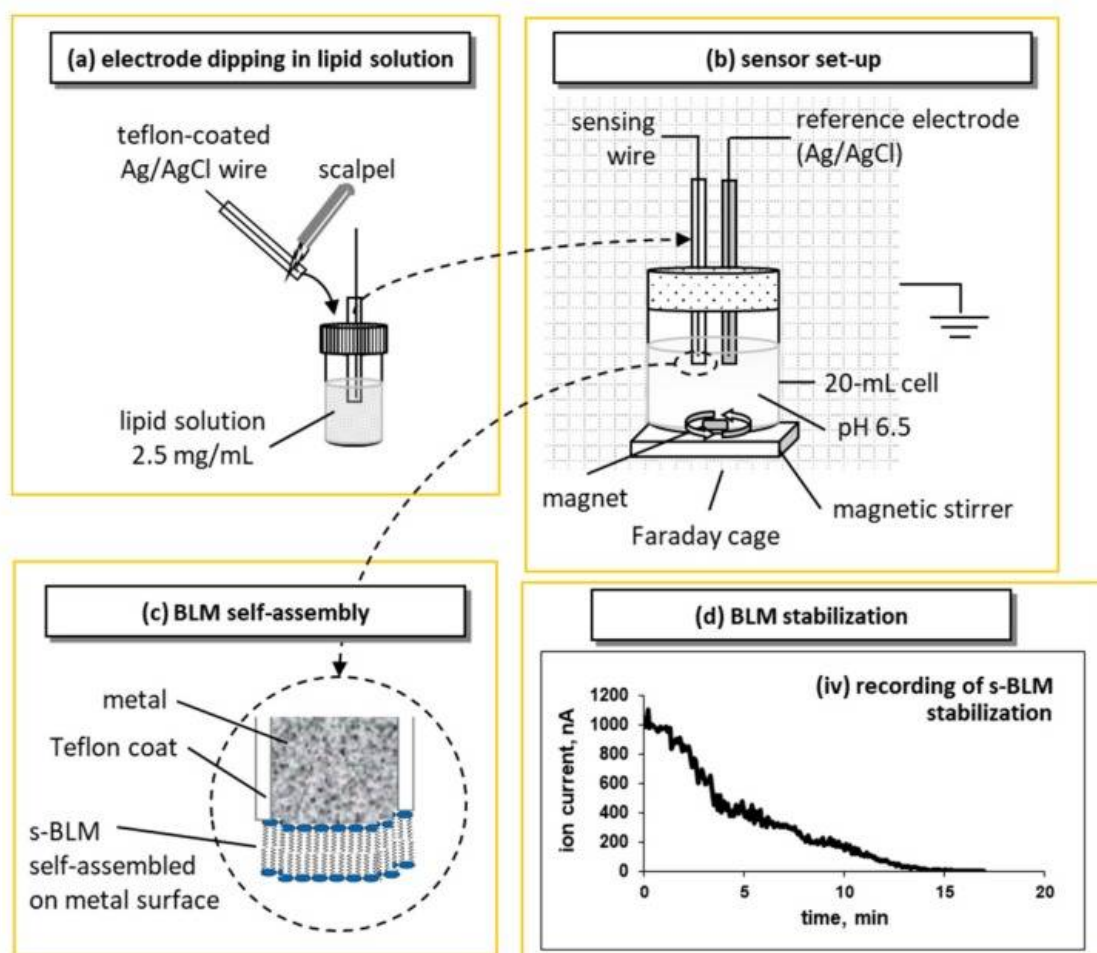 (a) electrode dipping in lipid solution
teflon-coated
Ag/AgCl wire
scalpel
lipid solution
2.5 mg/mL
(b) sensor set-up
sensing
wire
reference electrode
(Ag/AgCl)
20-mL cell
pH 6.5
magnet
magnetic stirrer
Faraday cage
(c) BLM self-assembly
metal
Teflon coat
s-BLM
self-assembled
on metal surface
(d) BLM stabilization
(iv) recording of s-BLM
stabilization
ion current, nA
1200
1000
800
600
400
200
0
0 5 10 15 20
time, min